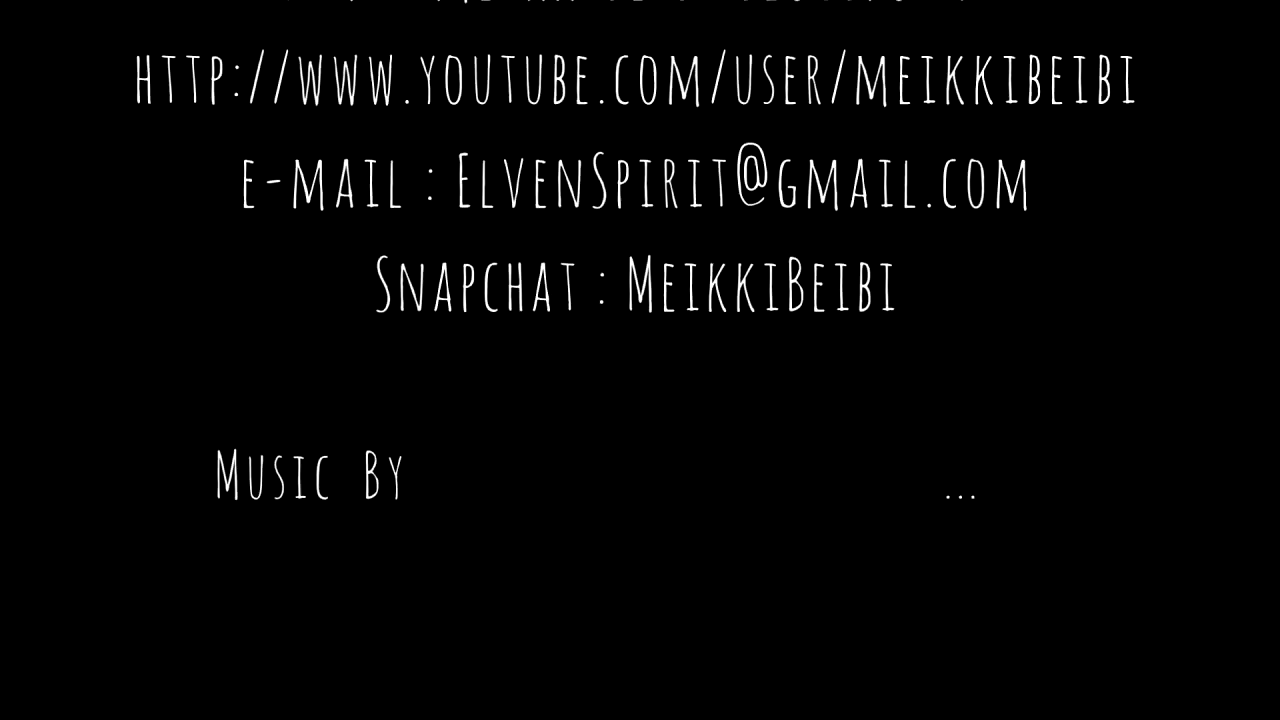 http://www.youtube.com/user/meikkibeibi
e-mail : ElvenSpirit@gmail.com
Snapchat : MeikkiBeibi
Music By ...